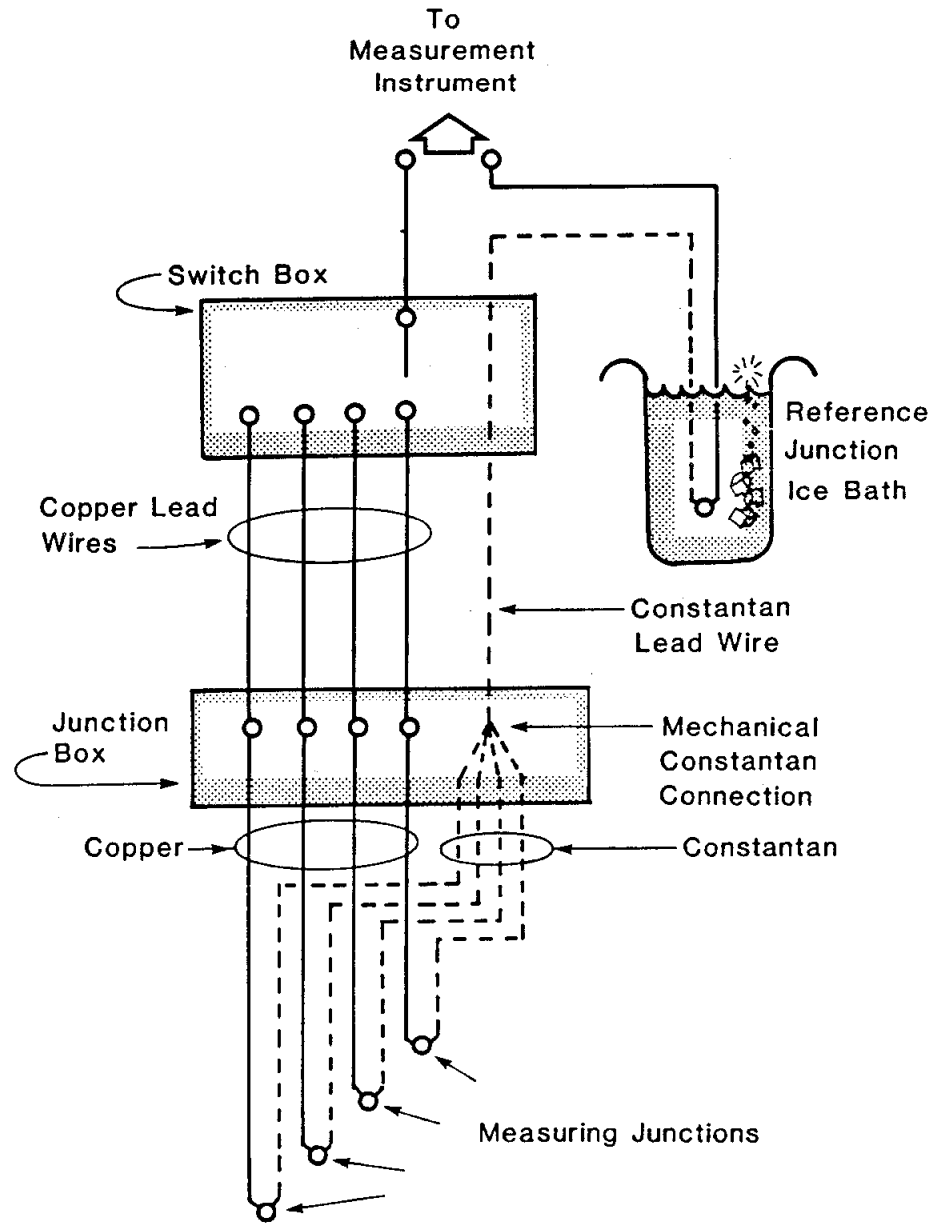 To
Measurement
Instrument
Switch Box
Reference
Junction
Ice Bath
Copper Lead
Wires
Constantan
Lead Wire
Junction
Box
Mechanical
Constantan
Connection
Copper
Constantan
Measuring Junctions